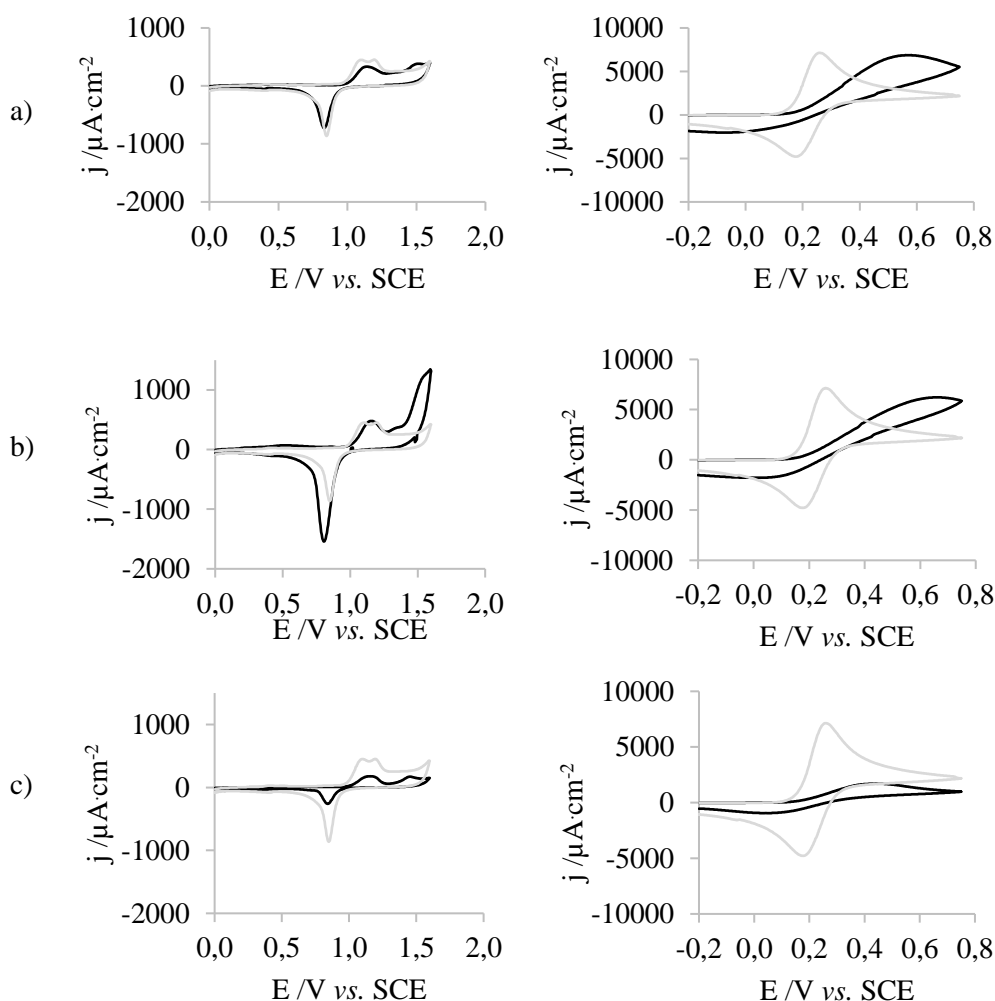 a)
j /µA·cm-2
1000
0
-1000
-2000
0,0 0,5 1,0 1,5 2,0
E /V vs. SCE
j /µA·cm-2
10000
5000
0
-5000
-10000
-0,2 0,0 0,2 0,4 0,6 0,8
E /V vs. SCE
b)
j /µA·cm-2
1000
0
-1000
-2000
0,0 0,5 1,0 1,5 2,0
E /V vs. SCE
j /µA·cm-2
10000
5000
0
-5000
-10000
-0,2 0,0 0,2 0,4 0,6 0,8
E /V vs. SCE
c)
j /µA·cm-2
1000
0
-1000
-2000
0,0 0,5 1,0 1,5 2,0
E /V vs. SCE
j /µA·cm-2
10000
5000
0
-5000
-10000
-0,2 0,0 0,2 0,4 0,6 0,8
E /V vs. SCE